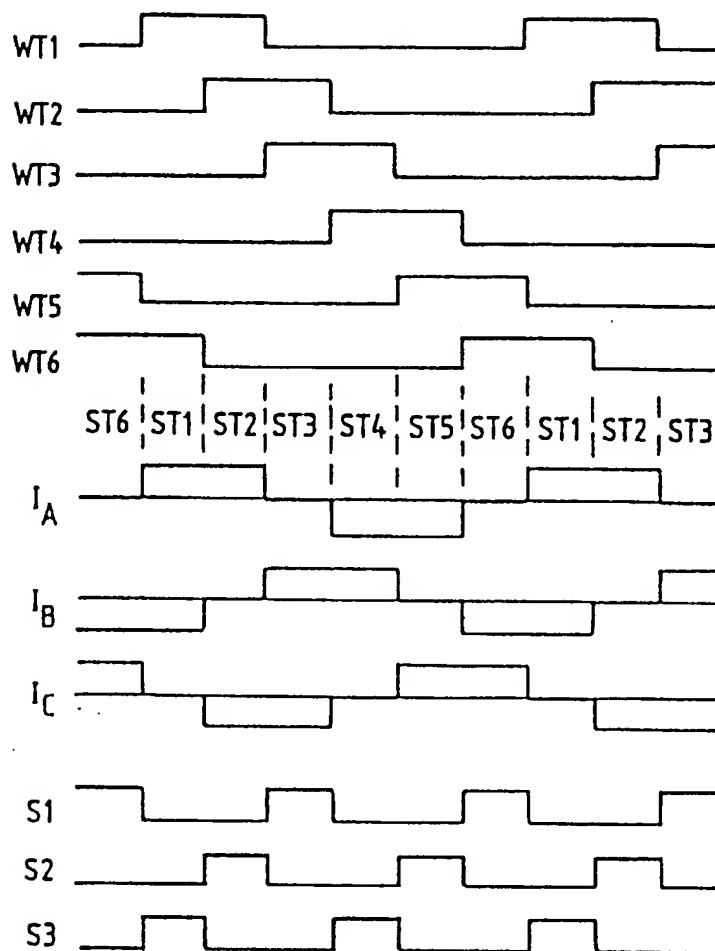 WT1
WT2
WT3
WT4
WT5
WT6
ST6 ST1 ST2 ST3 ST4 ST5 ST6 ST1 ST2 ST3
I_A
I_B
I_C
S1
S2
S3